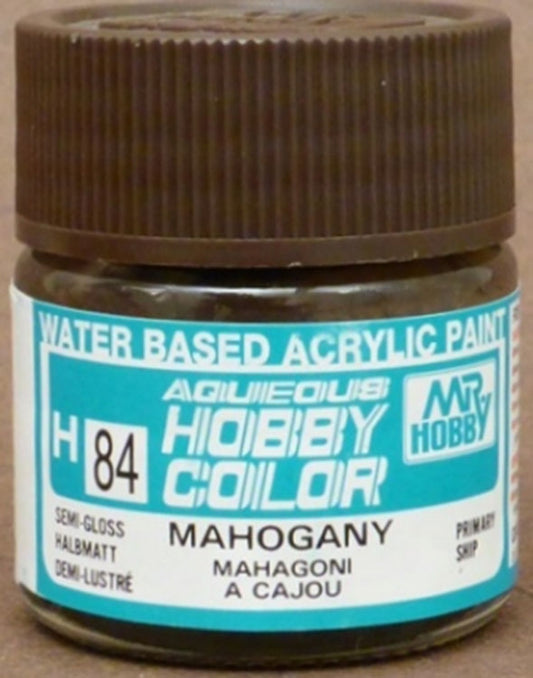 WATER BASED ACRYLIC PAINT
AQUEOUS
HOBBY
COLOR
MR
HOBBY
H 84
SEMI-GLOSS
HALBMATT
DEMI-LUSTRÉ
MAHOGANY
MAHAGONI
A CAJOU
PRIMARY
SHIP